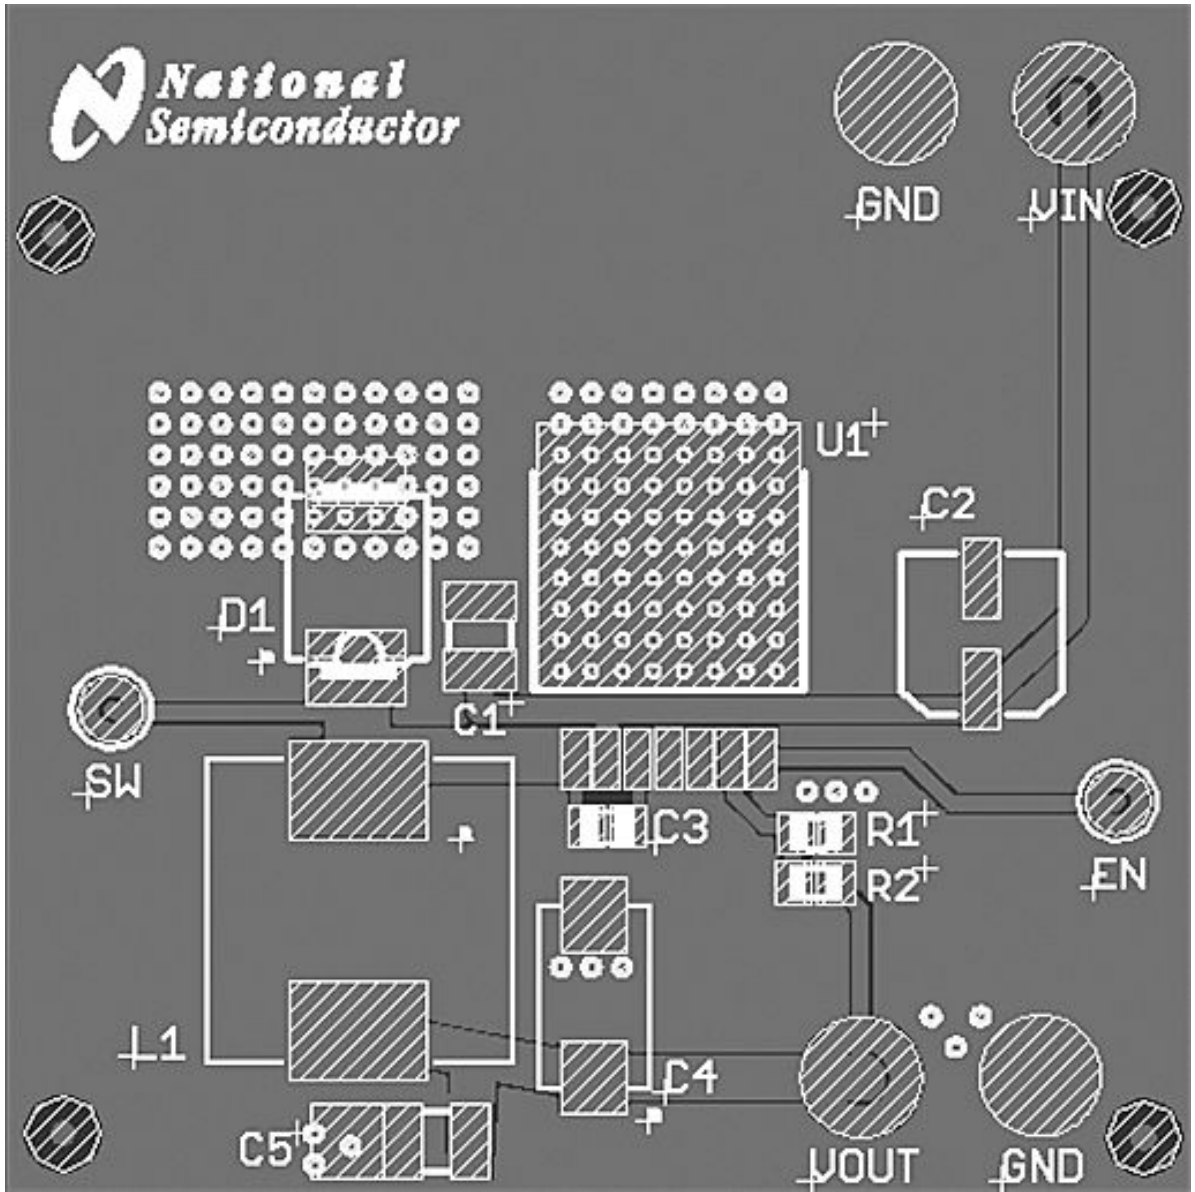 National
Semiconductor
GND
VIN
U1
C2
D1
C1
SW
C3
R1
R2
EN
L1
C4
C5
VOUT
GND